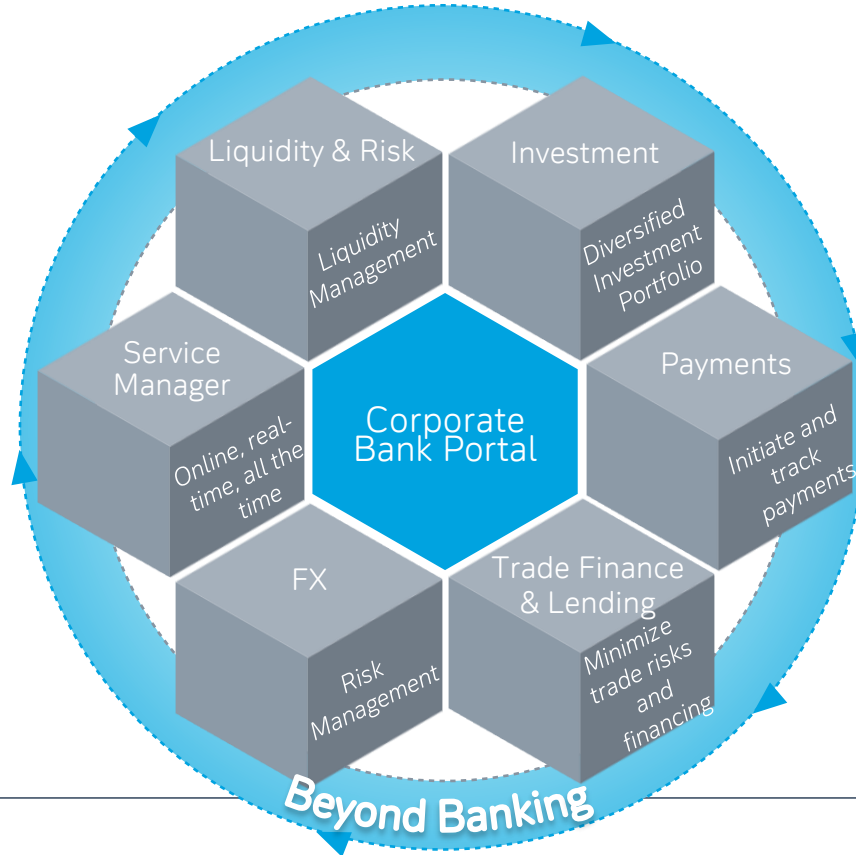 Liquidity & Risk
Liquidity
Management
Investment
Diversified
Investment
Portfolio
Service
Manager
Online, real-
time, all the
time
Corporate
Bank Portal
Payments
Initiate and
track
payments
FX
Risk
Management
Trade Finance
& Lending
Minimize
trade risks
and
financing
Beyond Banking